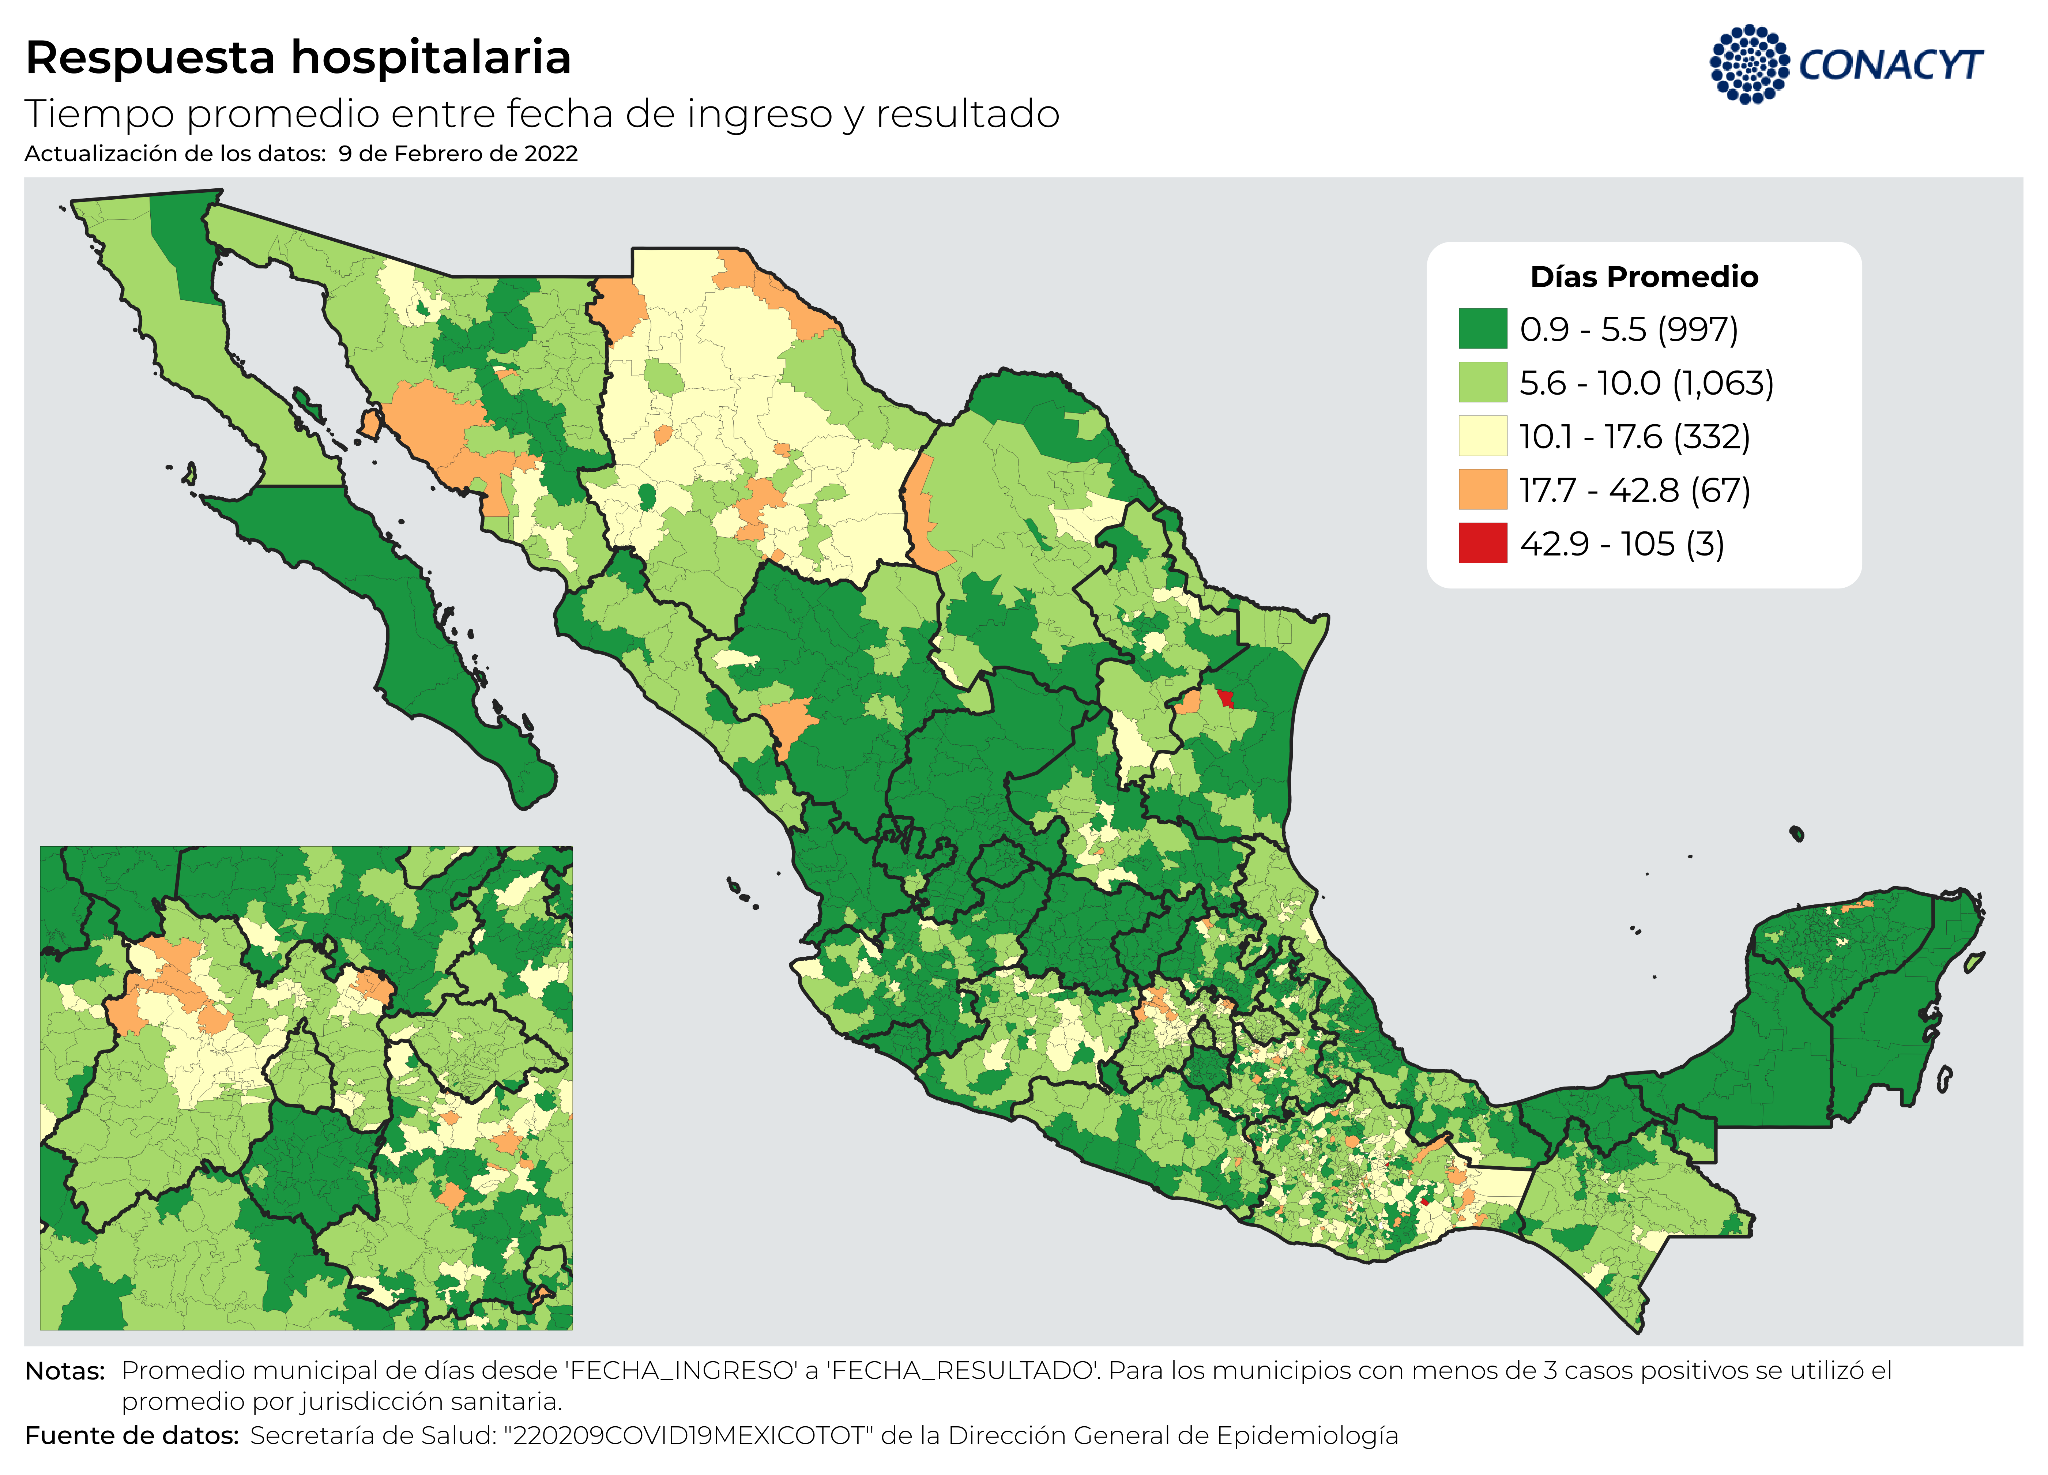 Respuesta hospitalaria
Tiempo promedio entre fecha de ingreso y resultado
Actualización de los datos: 9 de Febrero de 2022
CONACYT
Días Promedio
0.9 - 5.5 (997)
5.6 - 10.0 (1,063)
10.1 - 17.6 (332)
17.7 - 42.8 (67)
42.9 - 105 (3)
Notas: Promedio municipal de días desde 'FECHA_INGRESO' a 'FECHA_RESULTADO'. Para los municipios con menos de 3 casos positivos se utilizó el
promedio por jurisdicción sanitaria.
Fuente de datos: Secretaría de Salud: "220209COVID19MEXICOTOT" de la Dirección General de Epidemiología